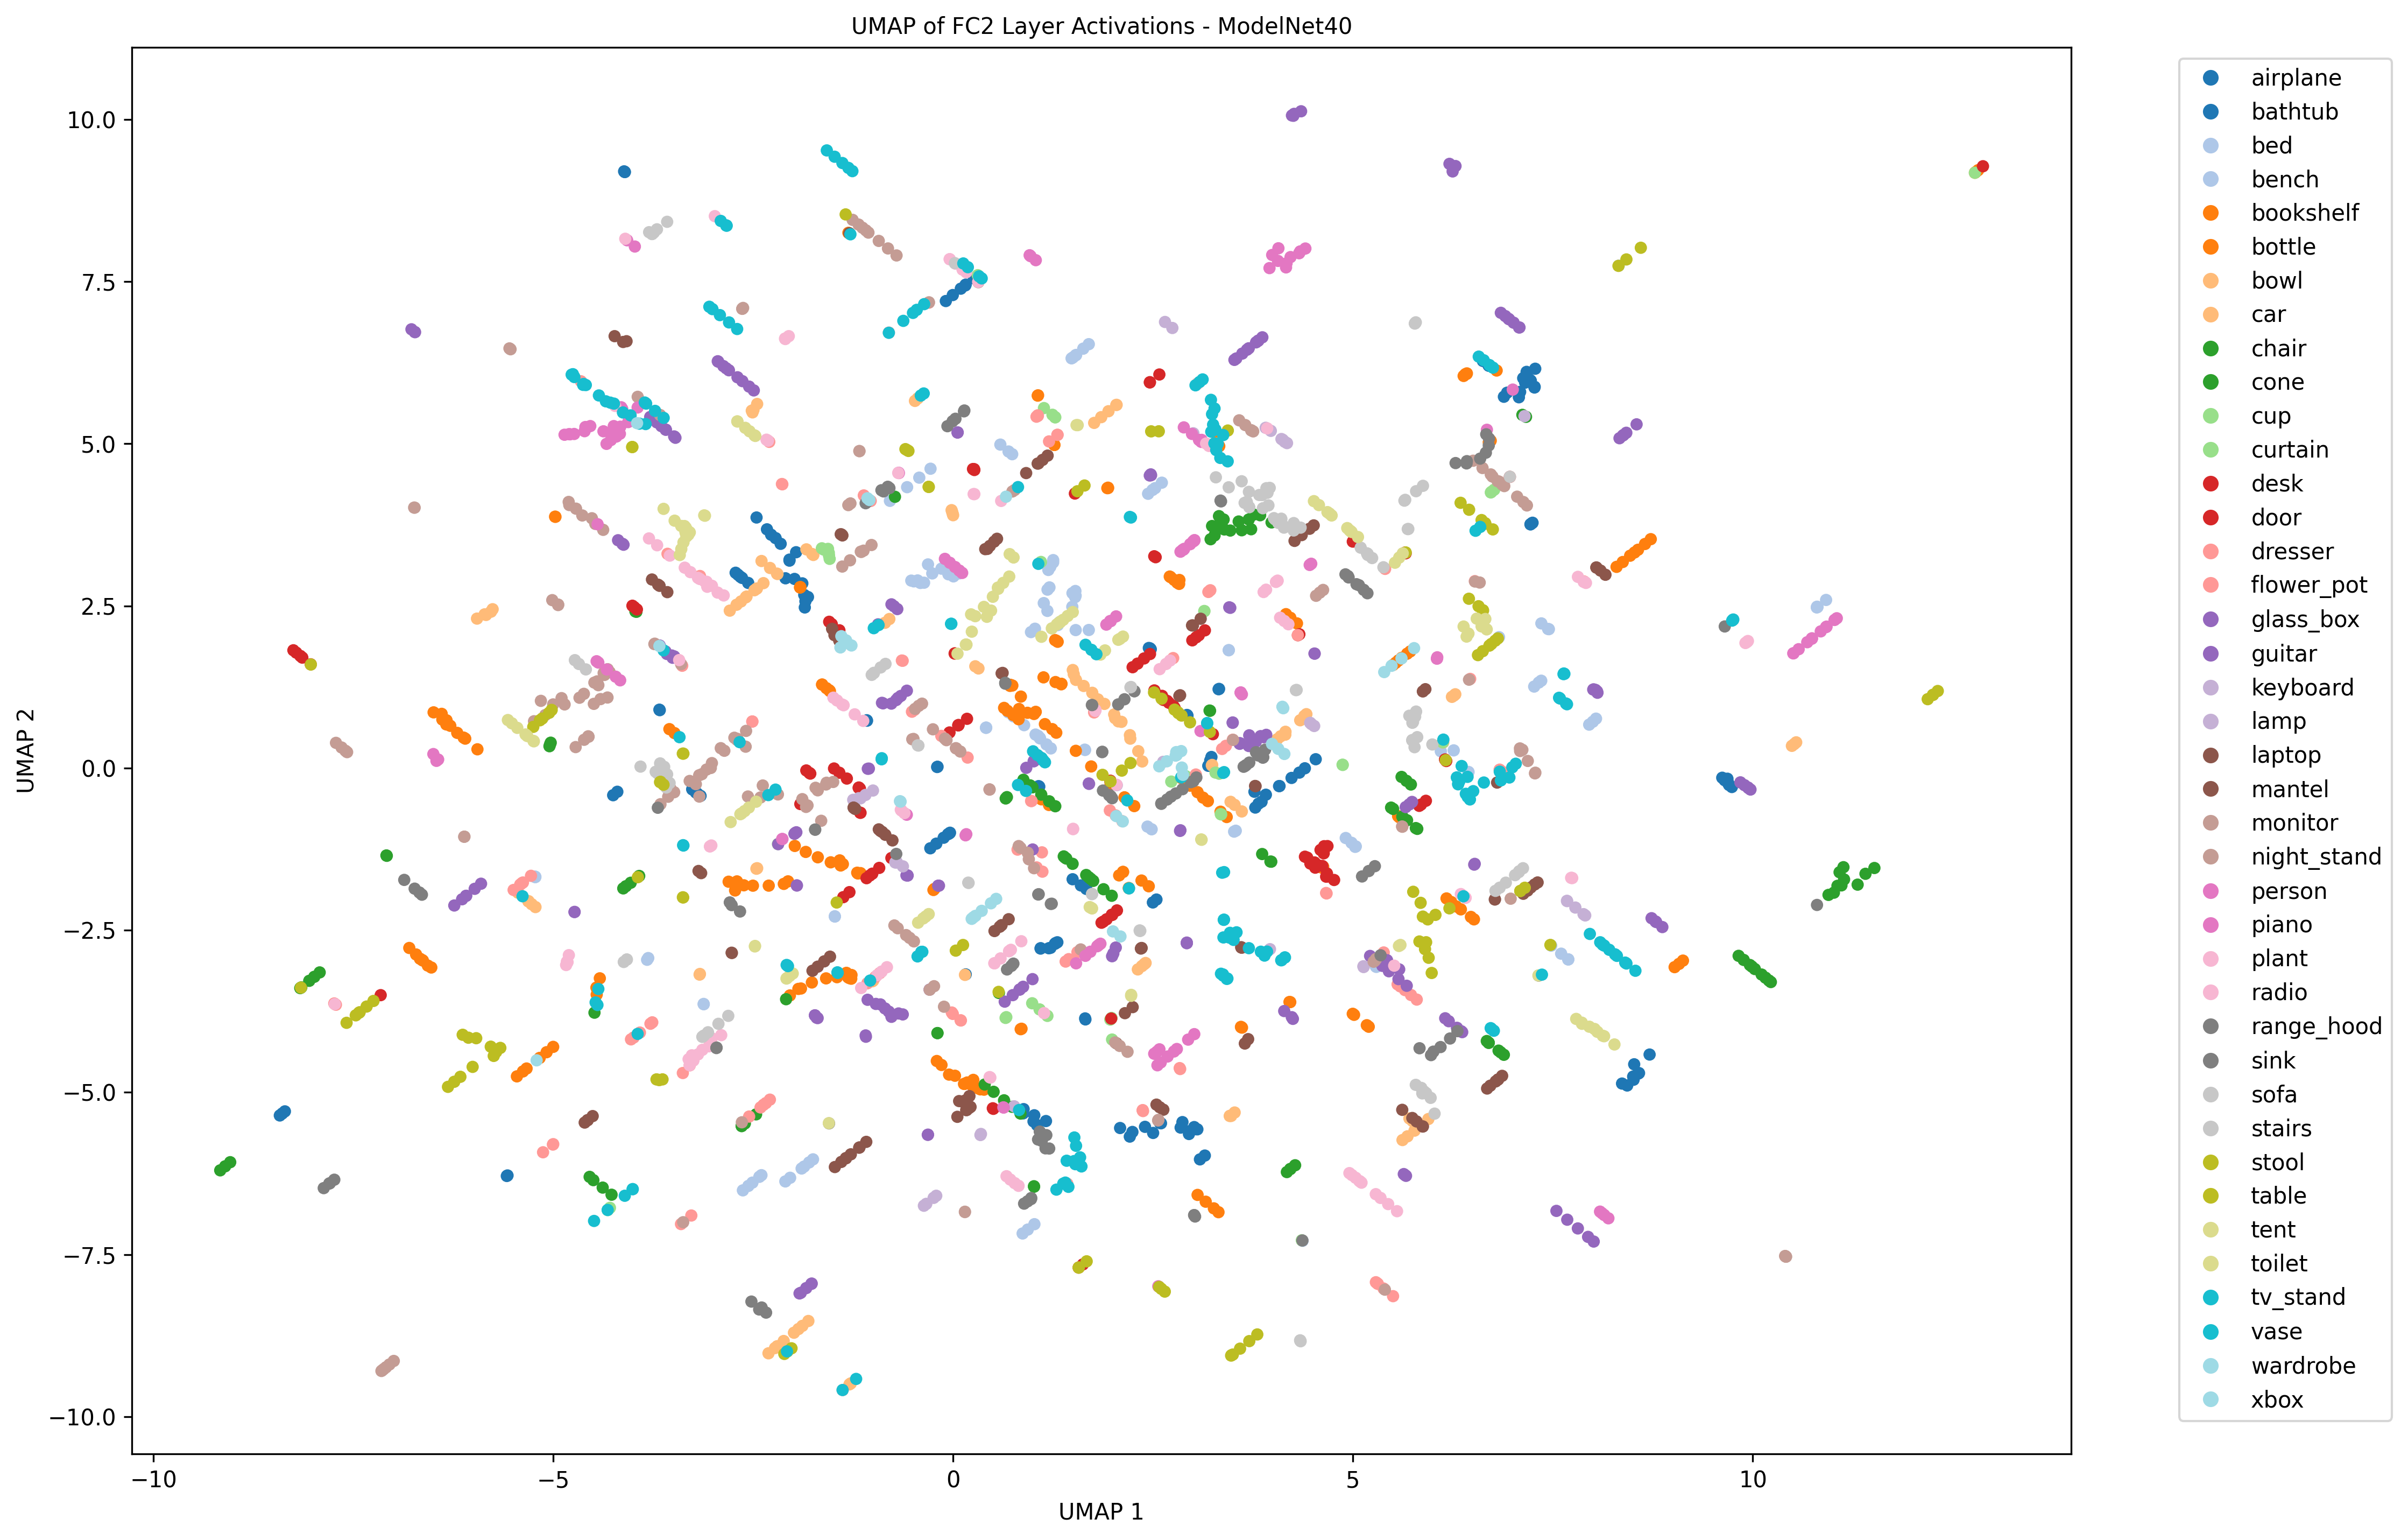 UMAP of FC2 Layer Activations - ModelNet40
10.0
7.5
5.0
2.5
0.0
−2.5
−5.0
−7.5
−10.0
UMAP 2
−10
−5
0
5
10
UMAP 1
airplane
bathtub
bed
bench
bookshelf
bottle
bowl
car
chair
cone
cup
curtain
desk
door
dresser
flower_pot
glass_box
guitar
keyboard
lamp
laptop
mantel
monitor
night_stand
person
piano
plant
radio
range_hood
sink
sofa
stairs
stool
table
tent
toilet
tv_stand
vase
wardrobe
xbox